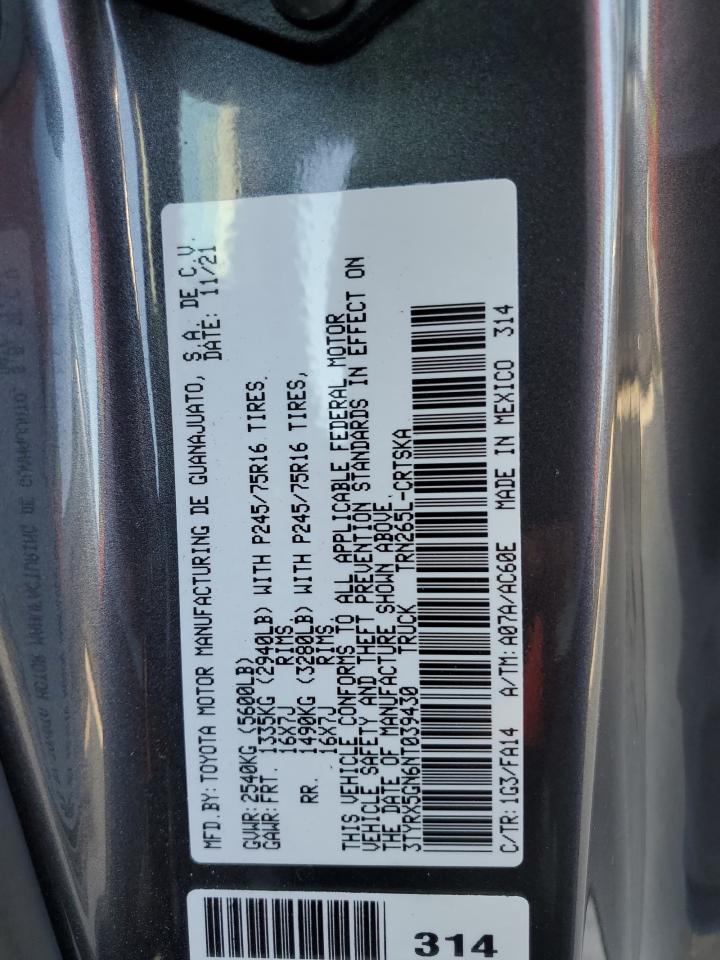 MFD.BY: TOYOTA MOTOR MANUFACTURING DE GUANAJUATO, S.A. DE C.V.
DATE: 11/21
GVWR: 2540KG (5600LB)
GAWR: FRT. 1335KG (2940LB) WITH P245/75R16 TIRES,
16X7J RIMS.
RR. 1490KG (3280LB) WITH P245/75R16 TIRES,
16X7J RIMS.
THIS VEHICLE CONFORMS TO ALL APPLICABLE FEDERAL MOTOR
VEHICLE SAFETY AND THEFT PREVENTION STANDARDS IN EFFECT ON
THE DATE OF MANUFACTURE SHOWN ABOVE.
3TYRX5GN6NT039430 TRUCK TRN265L-CRTSKA
C/TR: 1G3/FA14 A/TM: A07A/AC60E MADE IN MEXICO 314
314